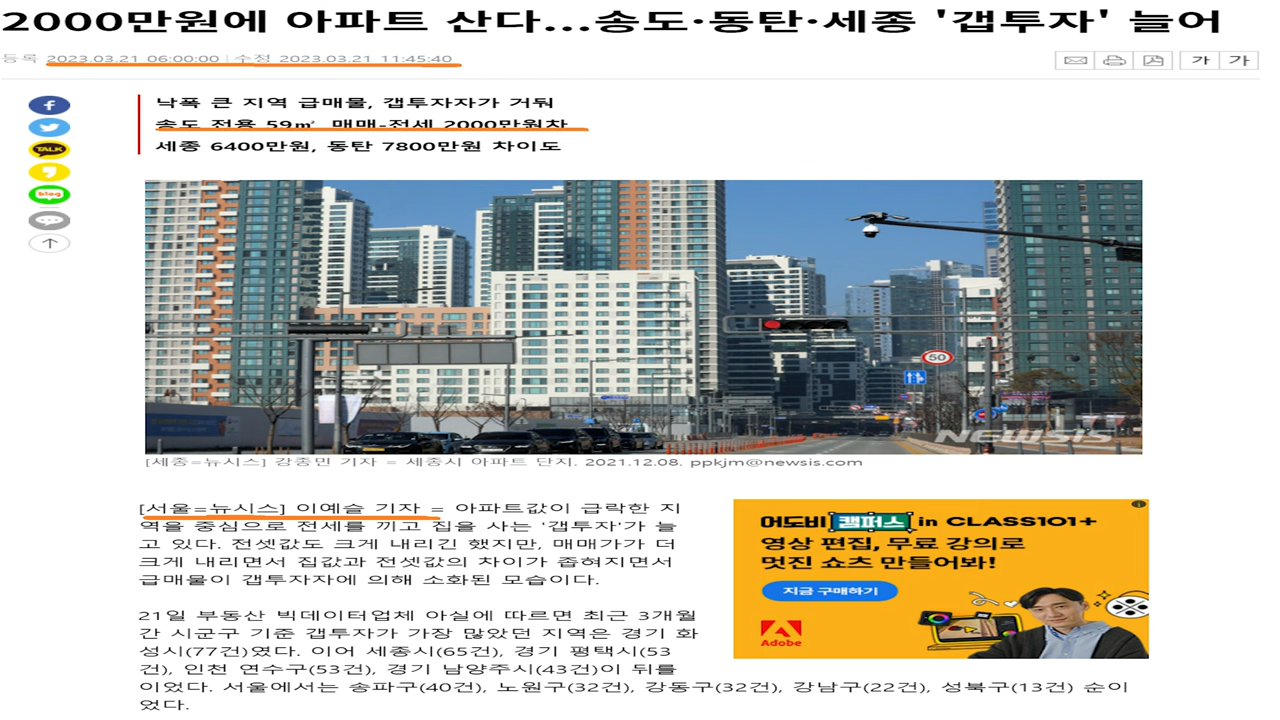 2000만원에 아파트 산다...송도·동탄·세종 '갭투자' 늘어
등록 2023.03.21 06:00:00 | 수정 2023.03.21 11:45:40
가 가
낙폭 큰 지역 급매물, 갭투자자가 거둬
송도 전용 59㎡, 매매-전세 2000만원차
세종 6400만원, 동탄 7800만원 차이도
TALK
blog
50
NEWSIS
[세종=뉴시스] 강종민 기자 = 세종시 아파트 단지. 2021.12.08. ppkjm@newsis.com
[서울=뉴시스] 이예슬 기자 = 아파트값이 급락한 지
역을 중심으로 전세를 끼고 집을 사는 '갭투자'가 늘
고 있다. 전셋값도 크게 내리긴 했지만, 매매가가 더
크게 내리면서 집값과 전셋값의 차이가 좁혀지면서
급매물이 갭투자자에 의해 소화된 모습이다.
21일 부동산 빅데이터업체 아실에 따르면 최근 3개월
간 시군구 기준 갭투자가 가장 많았던 지역은 경기 화
성시(77건)였다. 이어 세종시(65건), 경기 평택시(53
건), 인천 연수구(53건), 경기 남양주시(43건)이 뒤를
이었다. 서울에서는 송파구(40건), 노원구(32건), 강동구(32건), 강남구(22건), 성북구(13건) 순이
었다.
어도비 캠퍼스 in CLASS101+
영상 편집, 무료 강의로
멋진 쇼츠 만들어봐!
지금 구매하기
Adobe